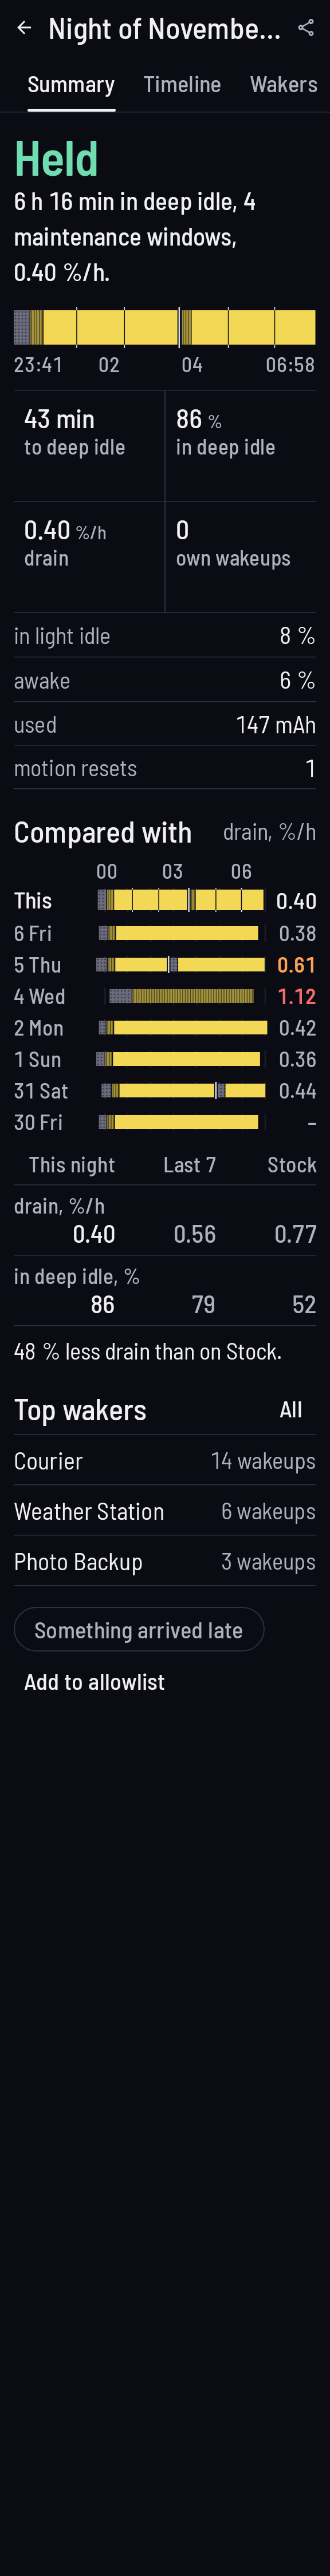 Night of Novembe...
Summary Timeline Wakers
Held
6 h 16 min in deep idle, 4
maintenance windows,
0.40 %/h.
23:41 02 04 06:58
43 min 86 %
to deep idle in deep idle
0.40 %/h 0
drain own wakeups
in light idle 8 %
awake 6 %
used 147 mAh
motion resets 1
Compared with drain, %/h
00 03 06
This 0.40
6 Fri 0.38
5 Thu 0.61
4 Wed 1.12
2 Mon 0.42
1 Sun 0.36
31 Sat 0.44
30 Fri –
This night Last 7 Stock
drain, %/h
0.40 0.56 0.77
in deep idle, %
86 79 52
48 % less drain than on Stock.
Top wakers All
Courier 14 wakeups
Weather Station 6 wakeups
Photo Backup 3 wakeups
Something arrived late
Add to allowlist